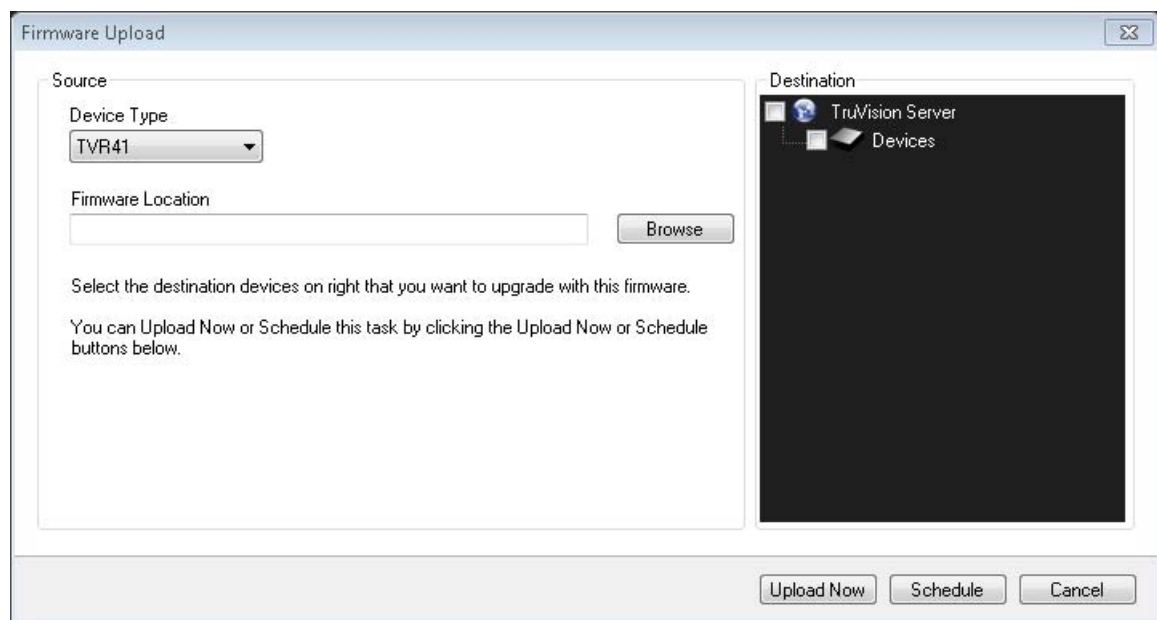 Firmware Upload
Source
Device Type
TVR41
Firmware Location
Browse
Select the destination devices on right that you want to upgrade with this firmware.
You can Upload Now or Schedule this task by clicking the Upload Now or Schedule
buttons below.
Destination
TruVision Server
Devices
Upload Now
Schedule
Cancel